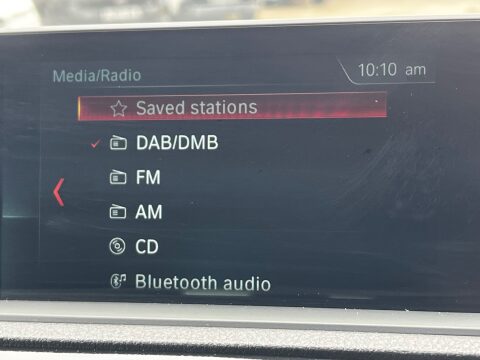 Media/Radio
10:10 am
Saved stations
DAB/DMB
FM
AM
CD
Bluetooth audio